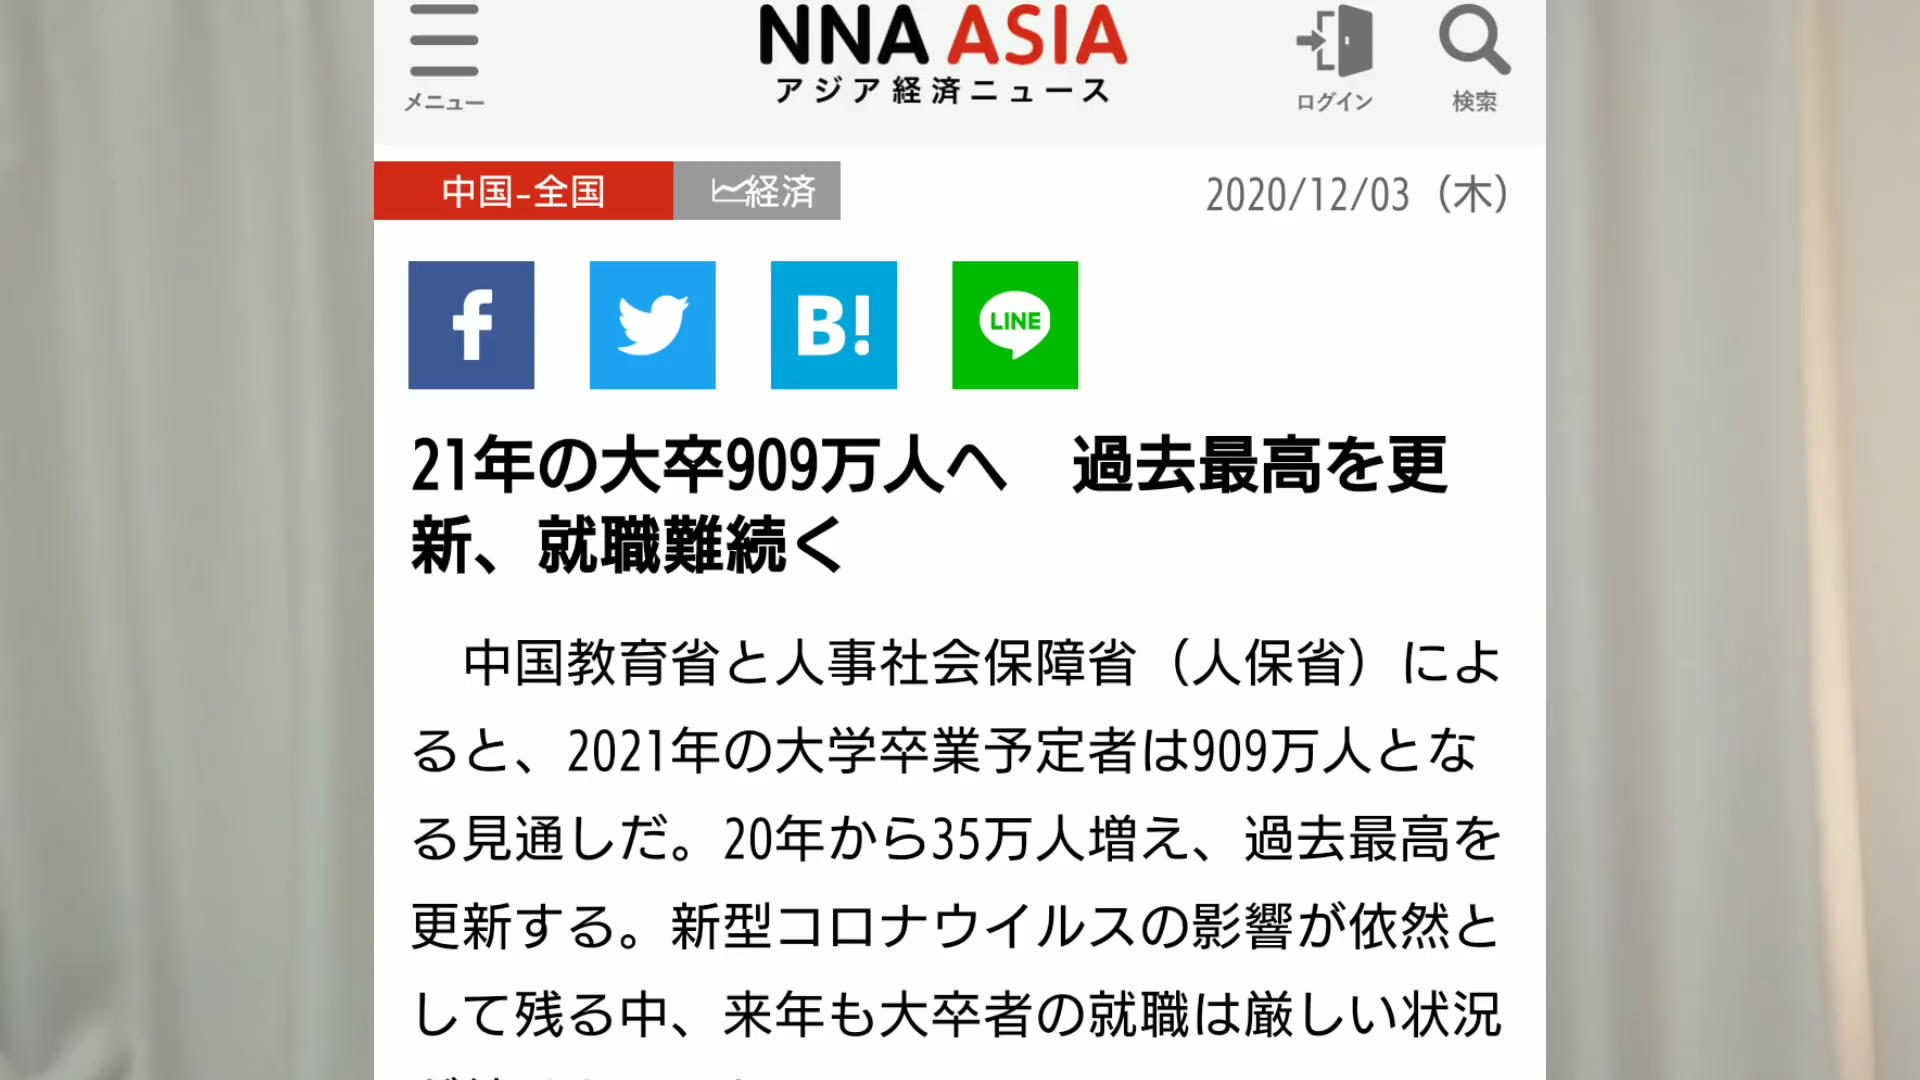 NNA ASIA
アジア経済ニュース
メニュー
ログイン
検索
中国-全国
経済
2020/12/03（木）
f
B!
LINE
21年の大卒909万人へ　過去最高を更
新、就職難続く
中国教育省と人事社会保障省（人保省）によ
ると、2021年の大学卒業予定者は909万人とな
る見通しだ。20年から35万人増え、過去最高を
更新する。新型コロナウイルスの影響が依然と
して残る中、来年も大卒者の就職は厳しい状況